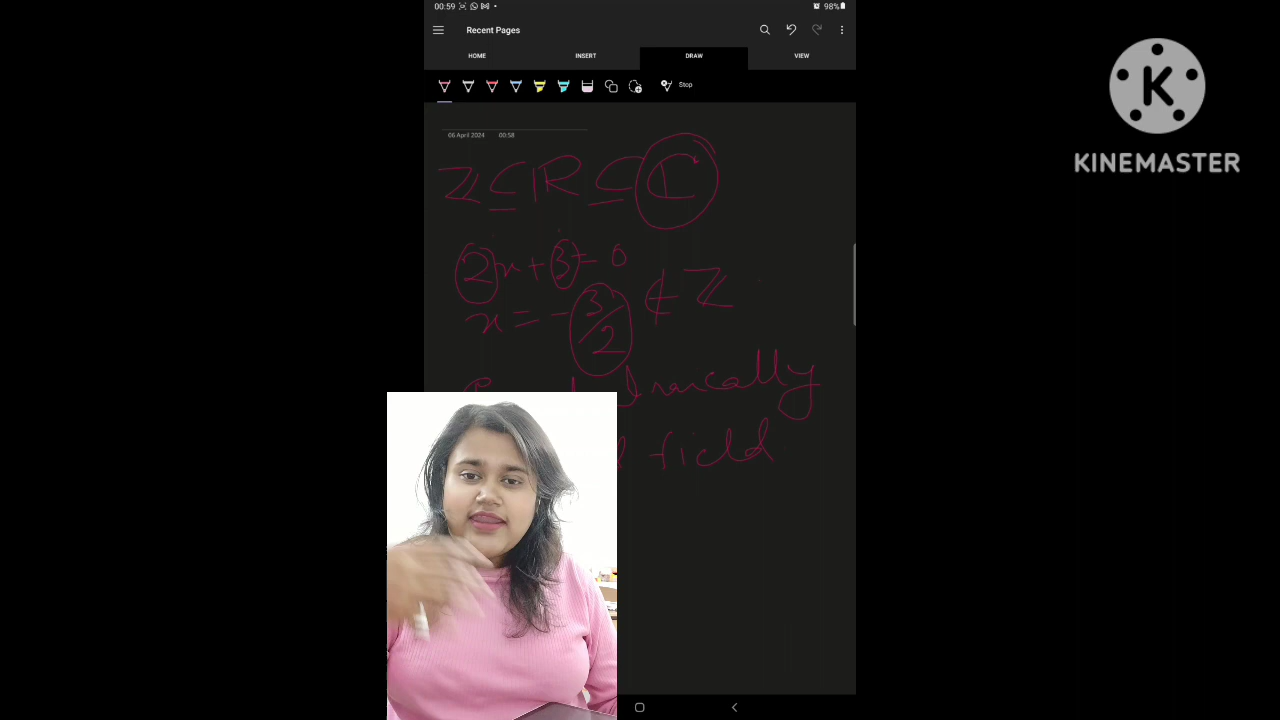 00:59
98%
Recent Pages
HOME INSERT DRAW VIEW
Stop
06 April 2024 00:58
ℤ ⊆ ℝ ⊆ ℂ
2x + 3 = 0
x = -3/2 ∉ ℤ
field
K
KINEMASTER